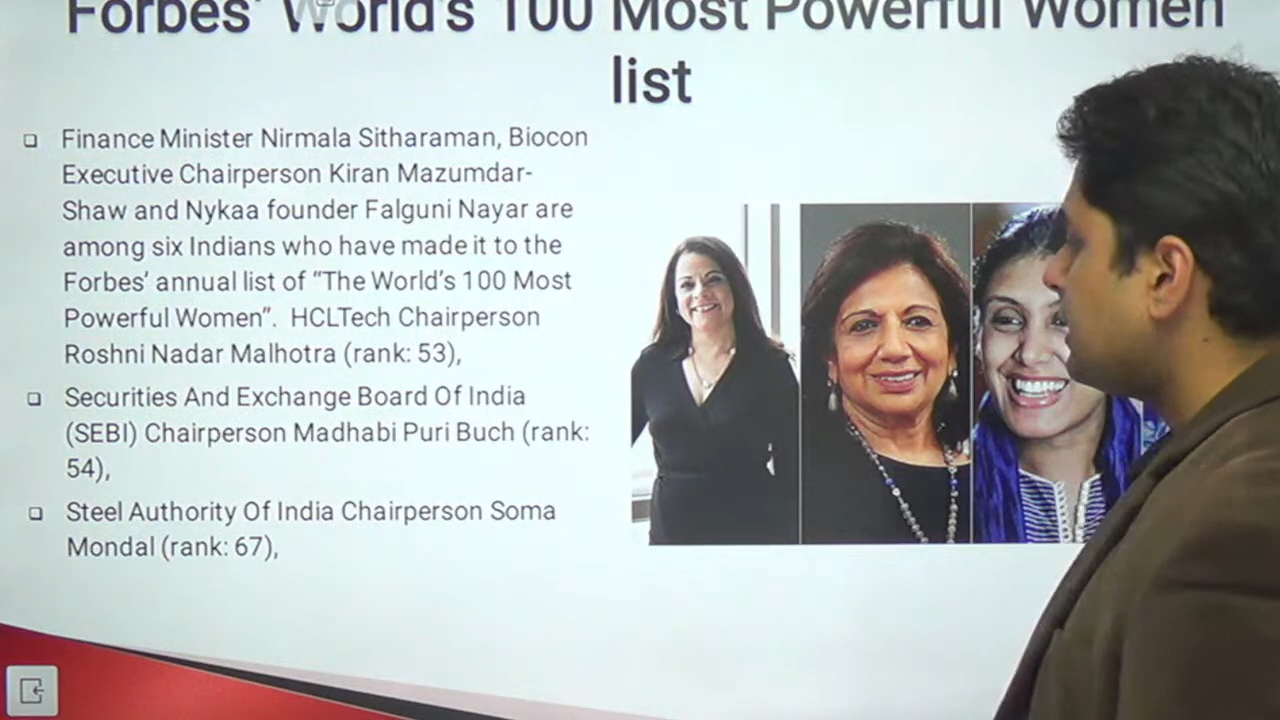 Forbes' World's 100 Most Powerful Women
list
❑ Finance Minister Nirmala Sitharaman, Biocon
Executive Chairperson Kiran Mazumdar-
Shaw and Nykaa founder Falguni Nayar are
among six Indians who have made it to the
Forbes' annual list of “The World's 100 Most
Powerful Women”. HCLTech Chairperson
Roshni Nadar Malhotra (rank: 53),
❑ Securities And Exchange Board Of India
(SEBI) Chairperson Madhabi Puri Buch (rank:
54),
❑ Steel Authority Of India Chairperson Soma
Mondal (rank: 67),